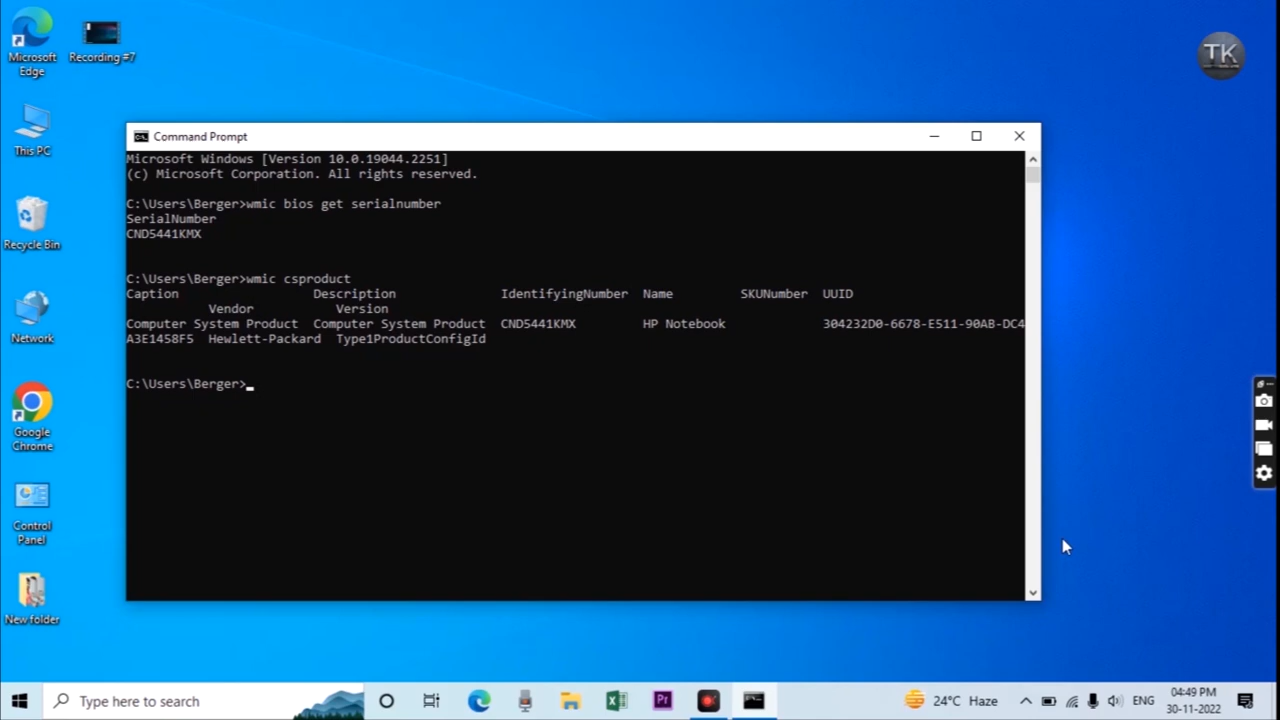 Microsoft
Edge
Recording #7
This PC
Recycle Bin
Network
Google
Chrome
Control
Panel
New folder
TK
Command Prompt
Microsoft Windows [Version 10.0.19044.2251]
(c) Microsoft Corporation. All rights reserved.
C:\Users\Berger>wmic bios get serialnumber
SerialNumber
CND5441KMX
C:\Users\Berger>wmic csproduct
Caption Description IdentifyingNumber Name SKUNumber UUID
Vendor Version
Computer System Product Computer System Product CND5441KMX HP Notebook 304232D0-6678-E511-90AB-DC4
A3E1458F5 Hewlett-Packard Type1ProductConfigId
C:\Users\Berger>
Type here to search
Pr
24°C Haze
ENG
04:49 PM
30-11-2022